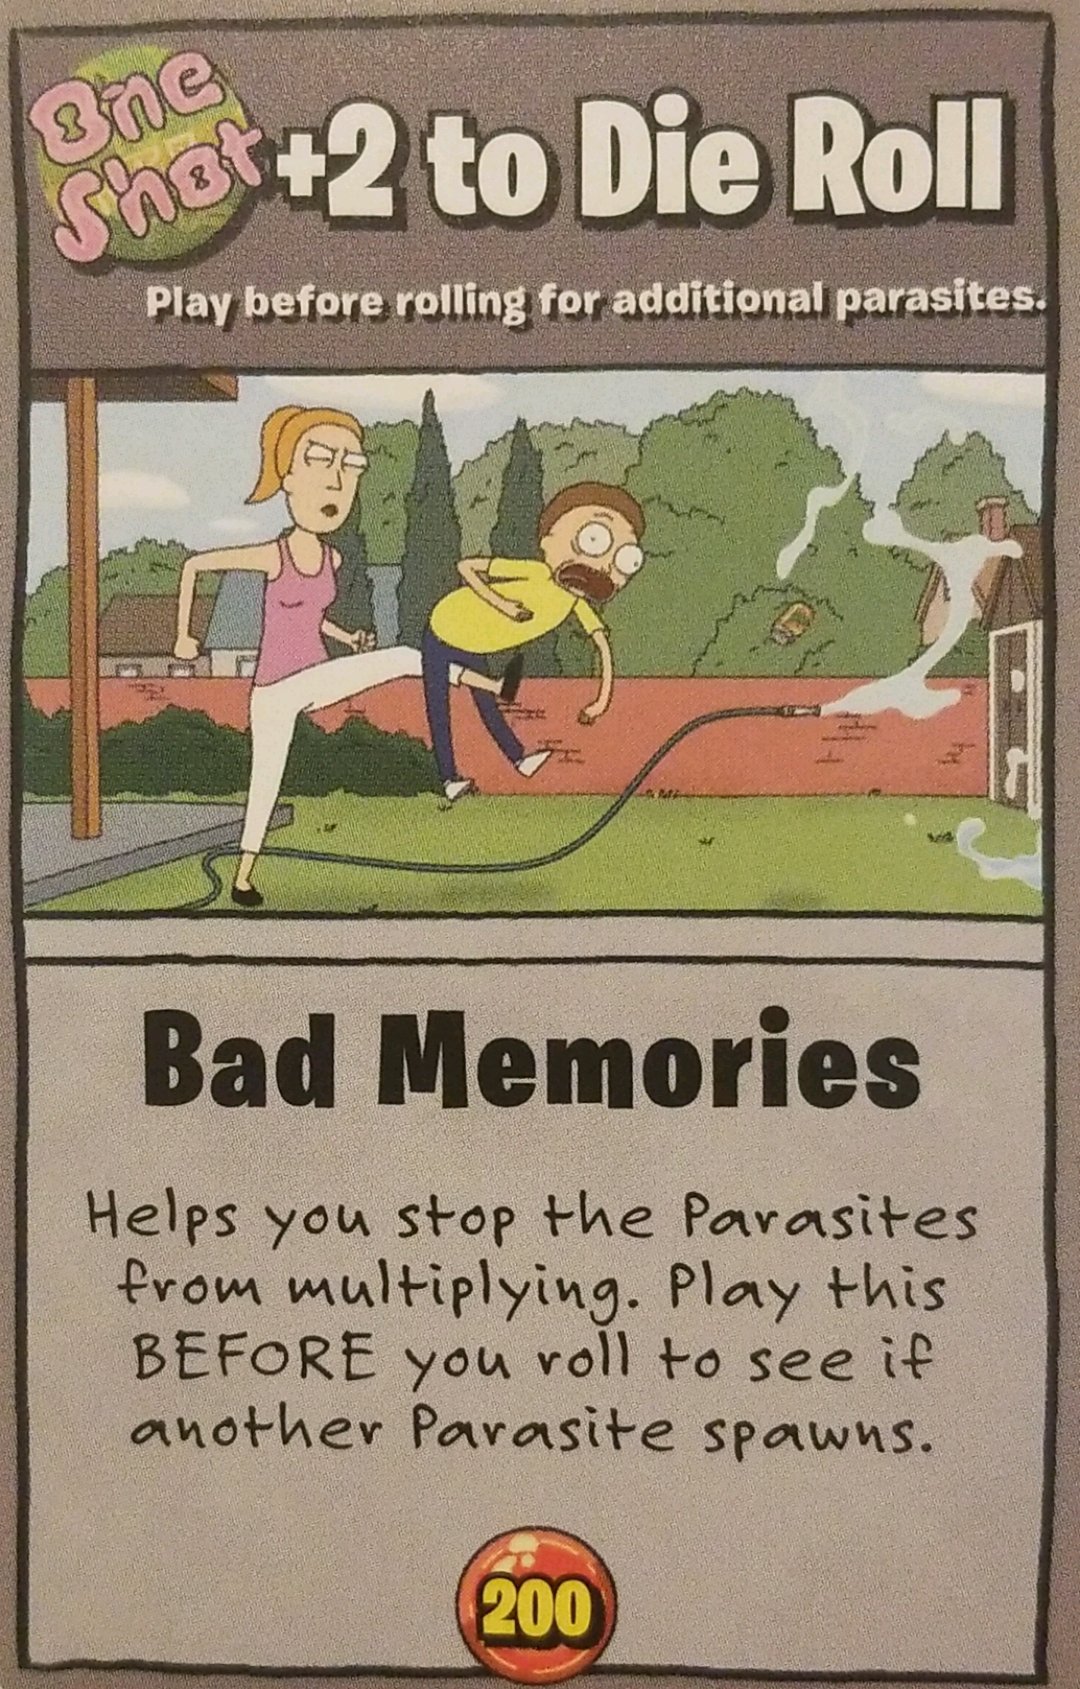 One
Shot
+2 to Die Roll
Play before rolling for additional parasites.
Bad Memories
Helps you stop the Parasites
from multiplying. Play this
BEFORE you roll to see if
another Parasite spawns.
200